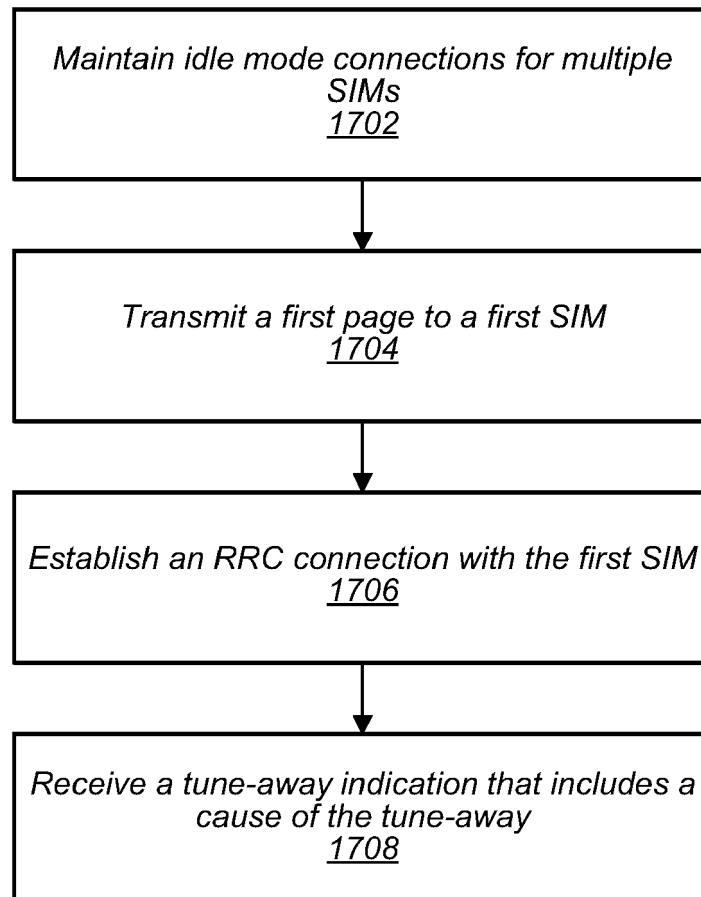 Maintain idle mode connections for multiple
SIMs
1702
Transmit a first page to a first SIM
1704
Establish an RRC connection with the first SIM
1706
Receive a tune-away indication that includes a
cause of the tune-away
1708